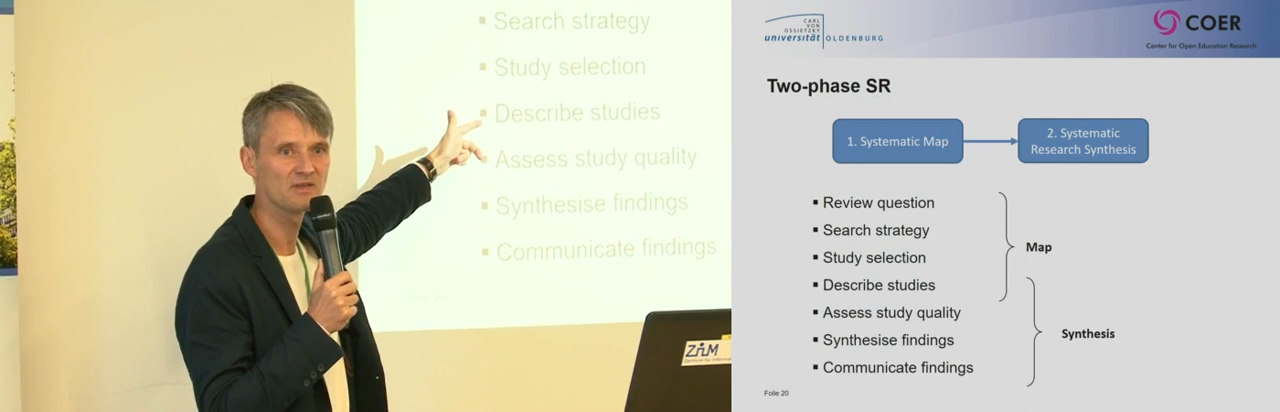 Search strategy
Study selection
Describe studies
Assess study quality
Synthesise findings
Communicate findings
ZIM
CARL
VON
OSSIETZKY
universität OLDENBURG
COER
Center for Open Education Research
Two-phase SR
1. Systematic Map
2. Systematic
Research Synthesis
▪ Review question
▪ Search strategy
▪ Study selection
▪ Describe studies
▪ Assess study quality
▪ Synthesise findings
▪ Communicate findings
Map
Synthesis
Folie 20